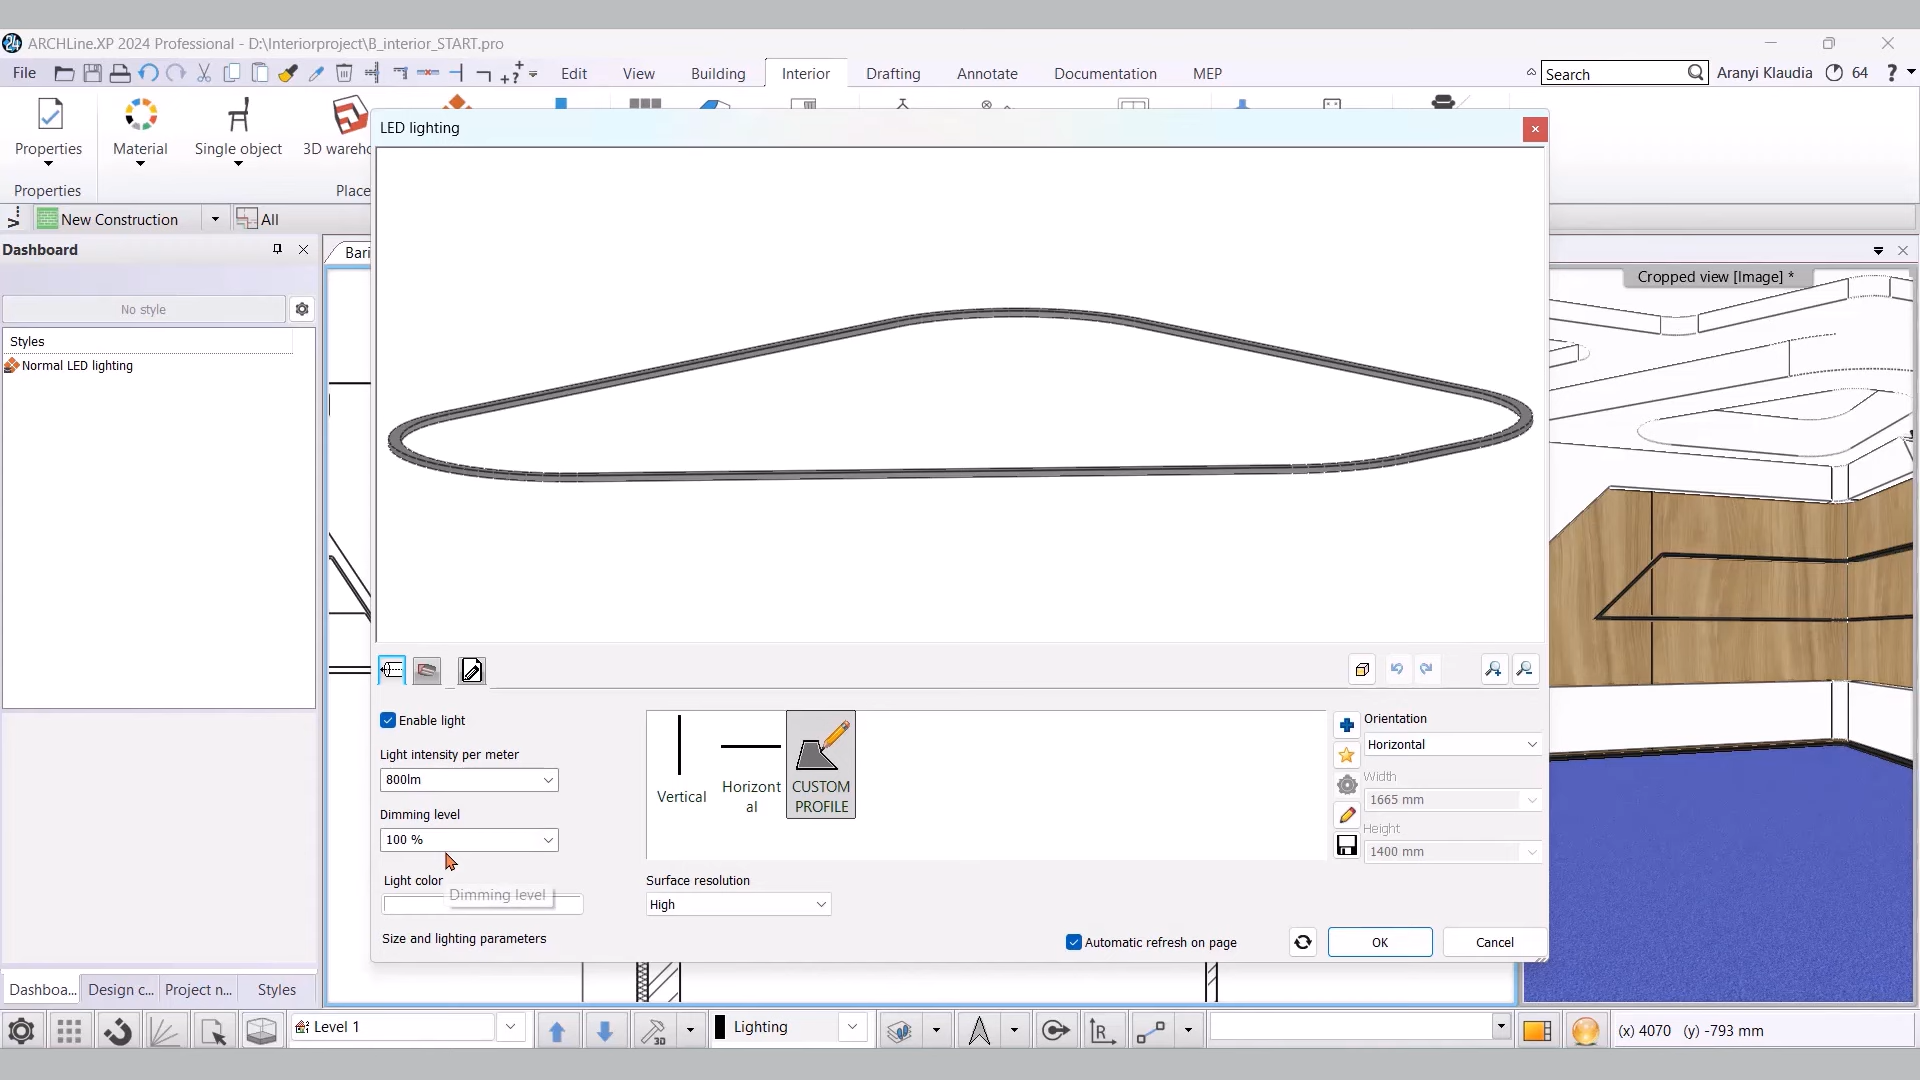 24
ARCHLine.XP 2024 Professional - D:\Interiorproject\B_interior_START.pro
File
Edit
View
Building
Interior
Drafting
Annotate
Documentation
MEP
Search
Aranyi Klaudia
64
?
Properties
Material
Single object
3D wareho
Properties
Place
New Construction
All
LED lighting
Dashboard
Bari
Cropped view [Image] *
No style
Styles
Normal LED lighting
Enable light
Light intensity per meter
800lm
Dimming level
100 %
Light color
Dimming level
Size and lighting parameters
Vertical
Horizont
al
CUSTOM
PROFILE
Surface resolution
High
Orientation
Horizontal
Width
1665 mm
Height
1400 mm
Automatic refresh on page
OK
Cancel
Dashboa...
Design c...
Project n...
Styles
Level 1
3D
Lighting
R
(x) 4070 (y) -793 mm